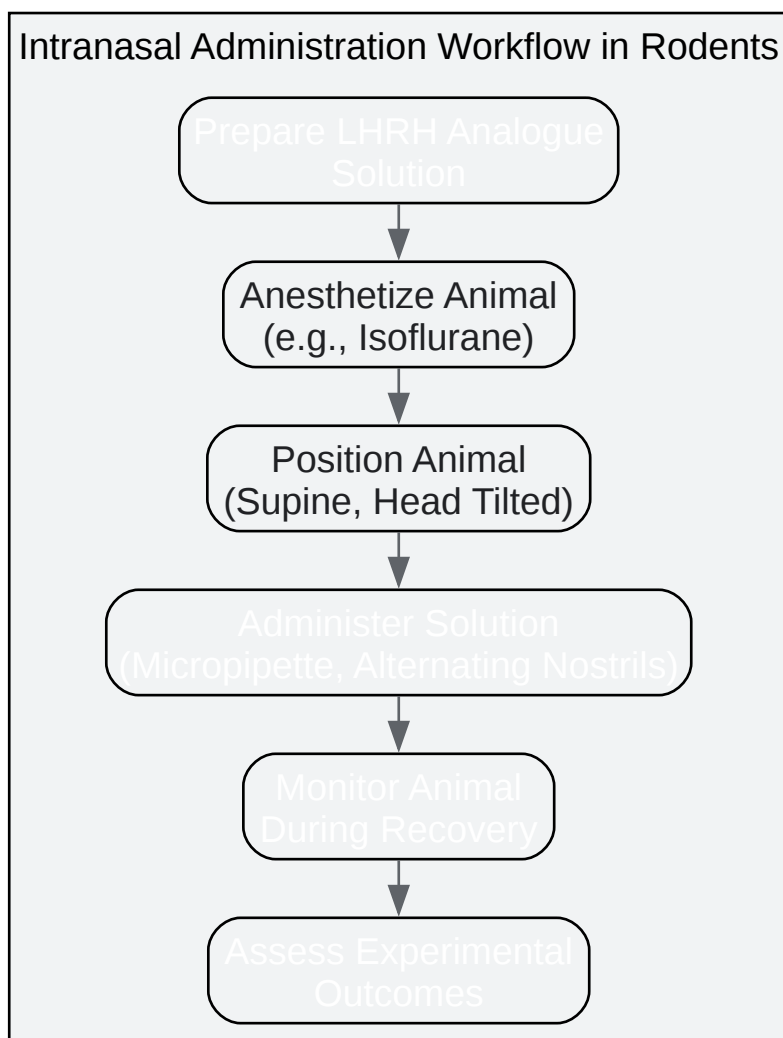 Intranasal Administration Workflow in Rodents
Prepare LHRH Analogue
Solution
Anesthetize Animal
(e.g., Isoflurane)
Position Animal
(Supine, Head Tilted)
Administer Solution
(Micropipette, Alternating Nostrils)
Monitor Animal
During Recovery
Assess Experimental
Outcomes